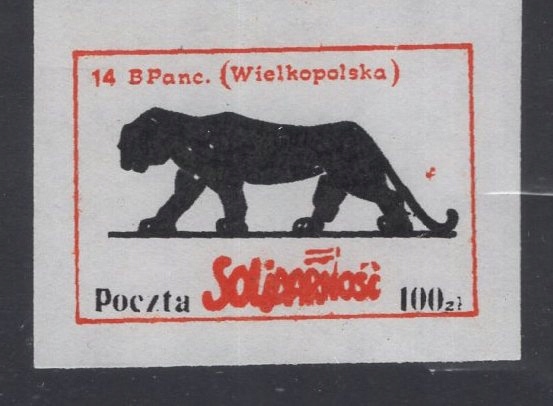 14 BPanc. (Wielkopolska)
Poczta Solidarność 100zł